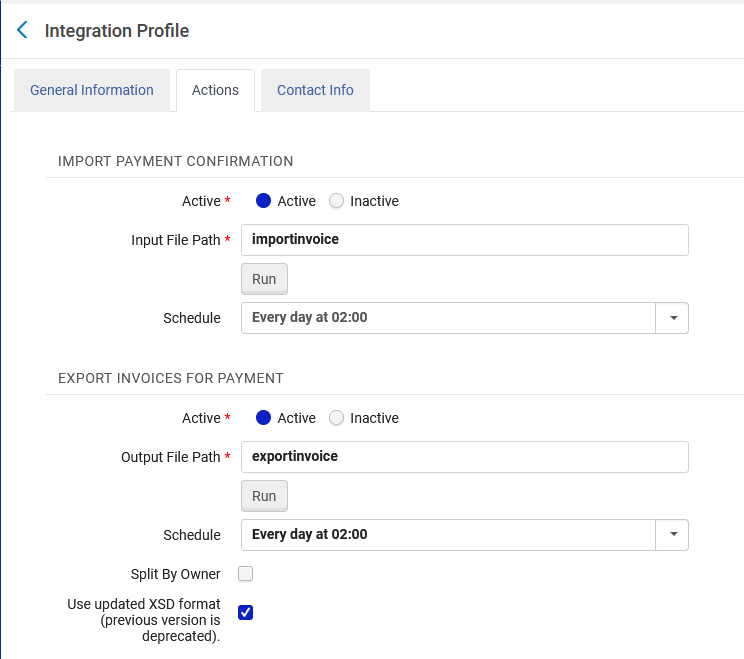 Integration Profile
General Information
Actions
Contact Info
IMPORT PAYMENT CONFIRMATION
Active * Active Inactive
Input File Path * importinvoice
Run
Schedule Every day at 02:00
EXPORT INVOICES FOR PAYMENT
Active * Active Inactive
Output File Path * exportinvoice
Run
Schedule Every day at 02:00
Split By Owner
Use updated XSD format
(previous version is
deprecated).